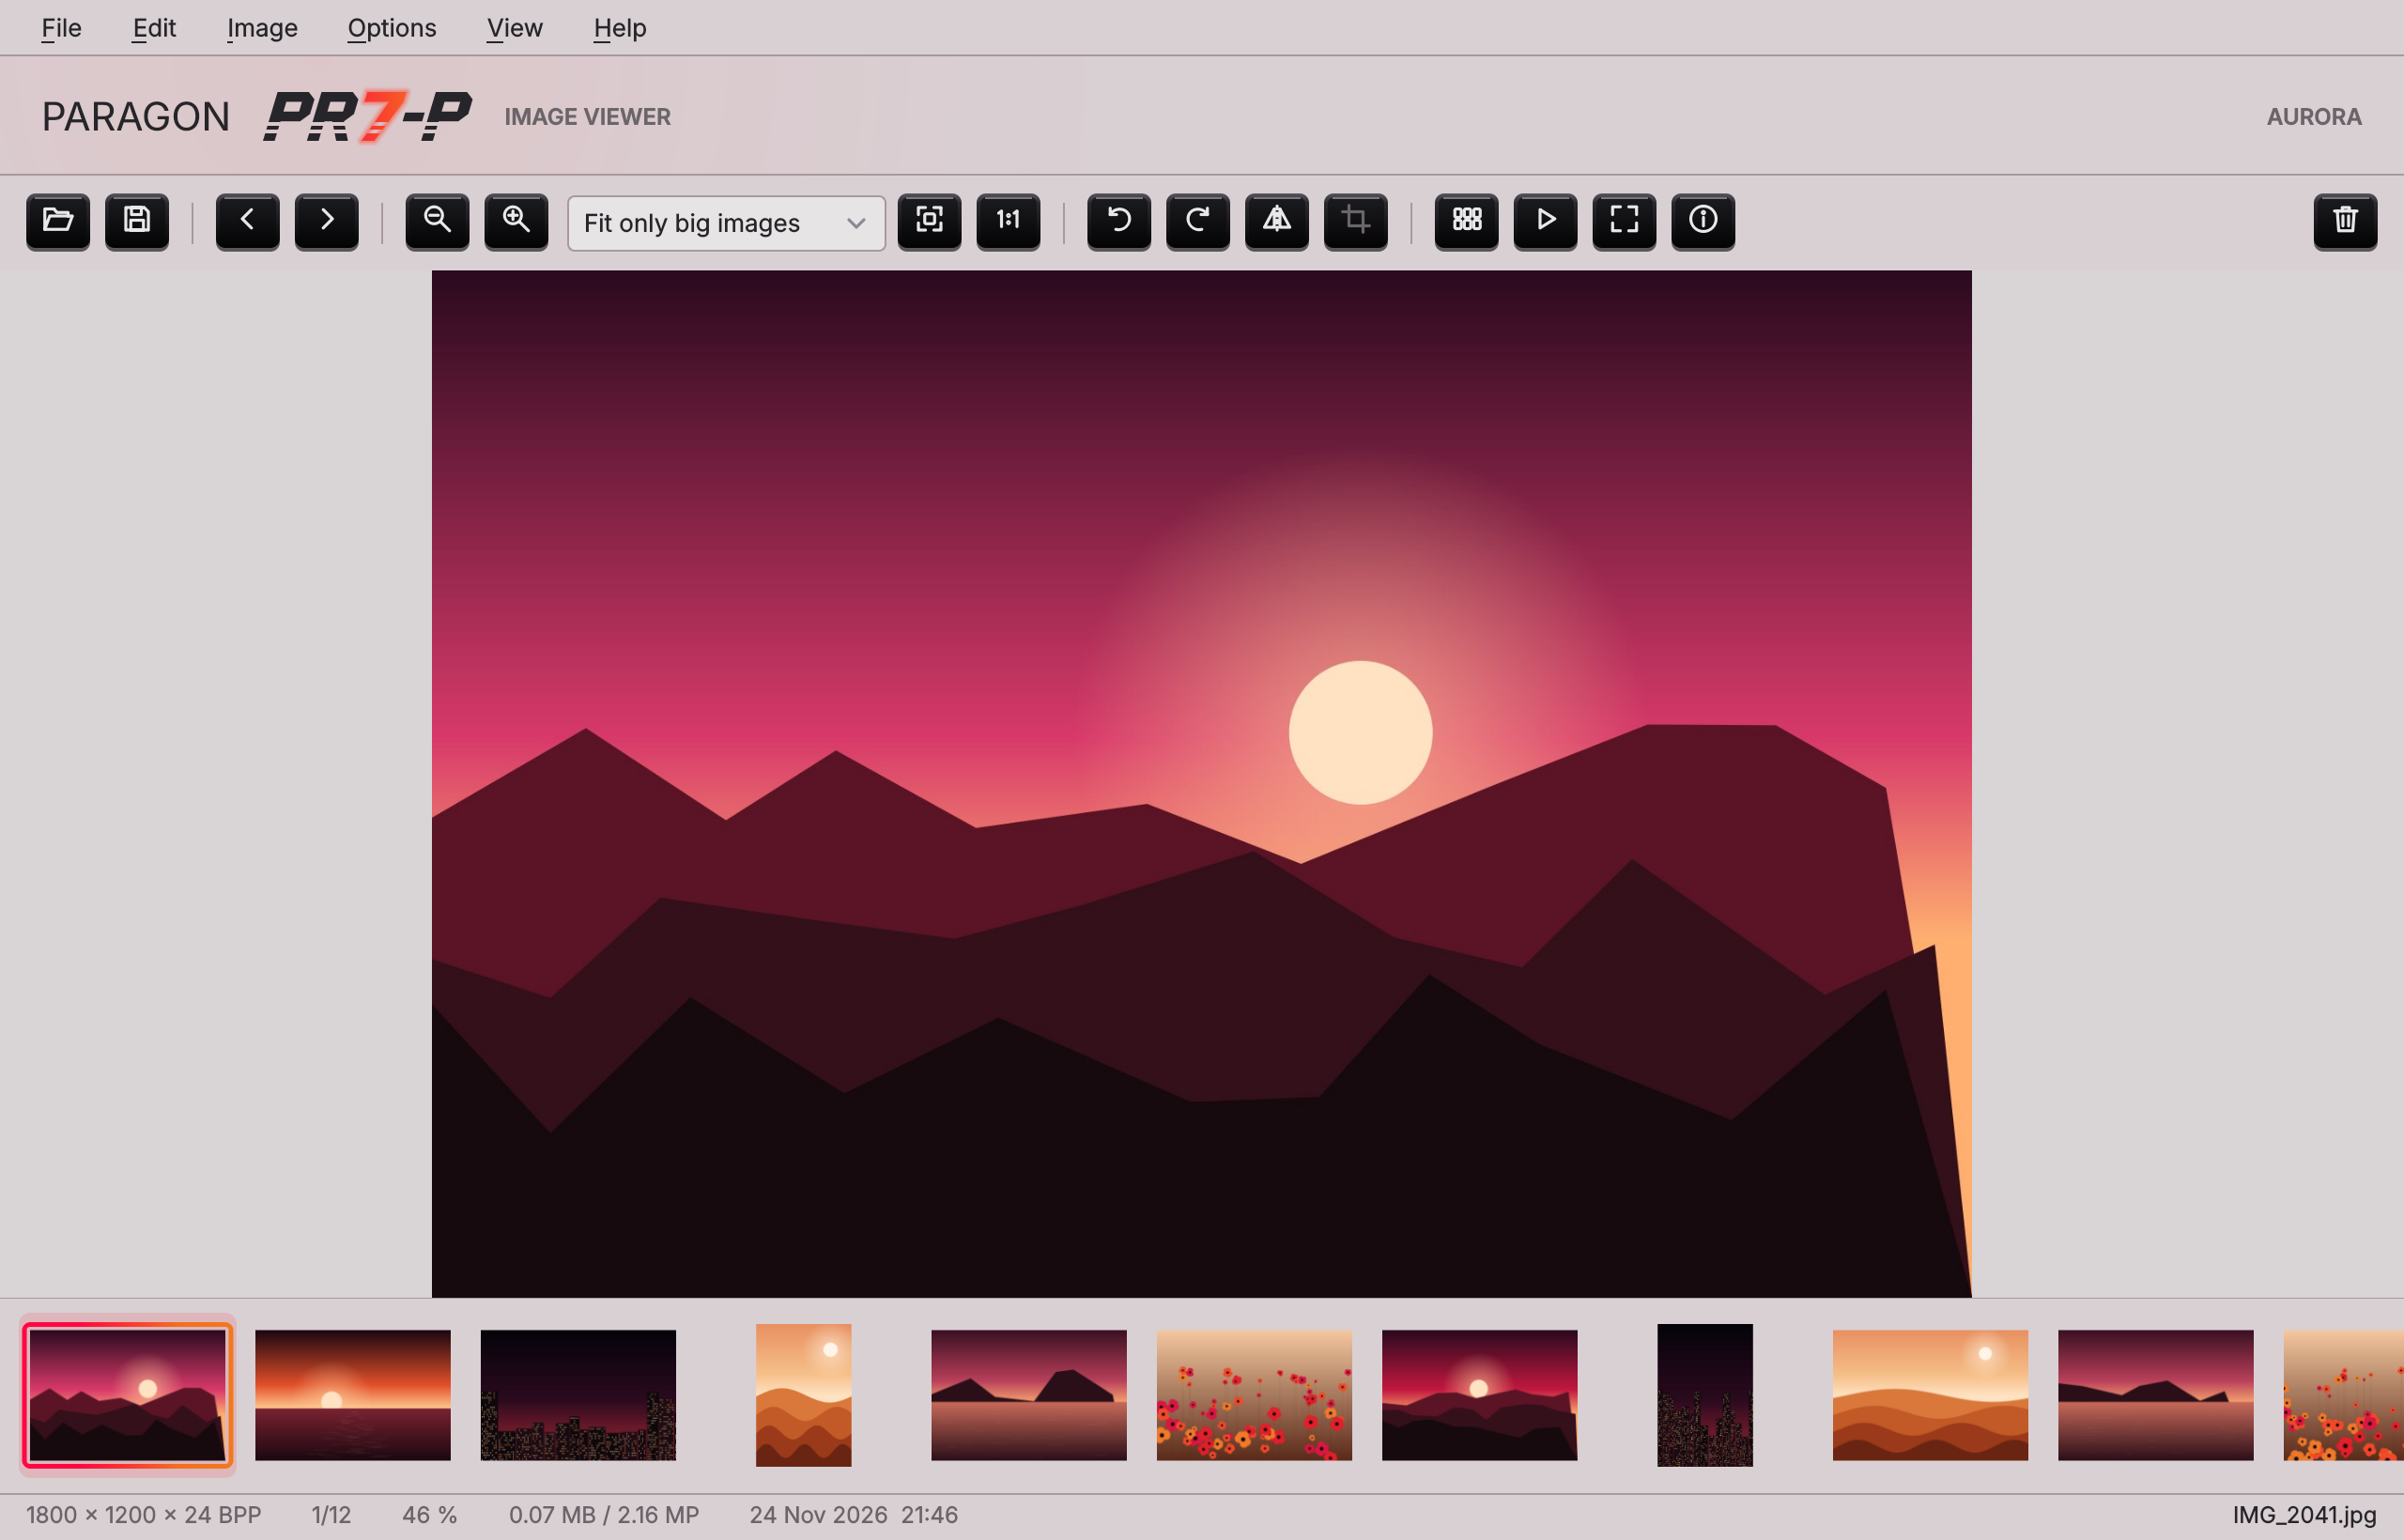 File Edit Image Options View Help
PARAGON PR7-P IMAGE VIEWER AURORA
Fit only big images 1:1
1800 × 1200 × 24 BPP 1/12 46 % 0.07 MB / 2.16 MP 24 Nov 2026 21:46 IMG_2041.jpg